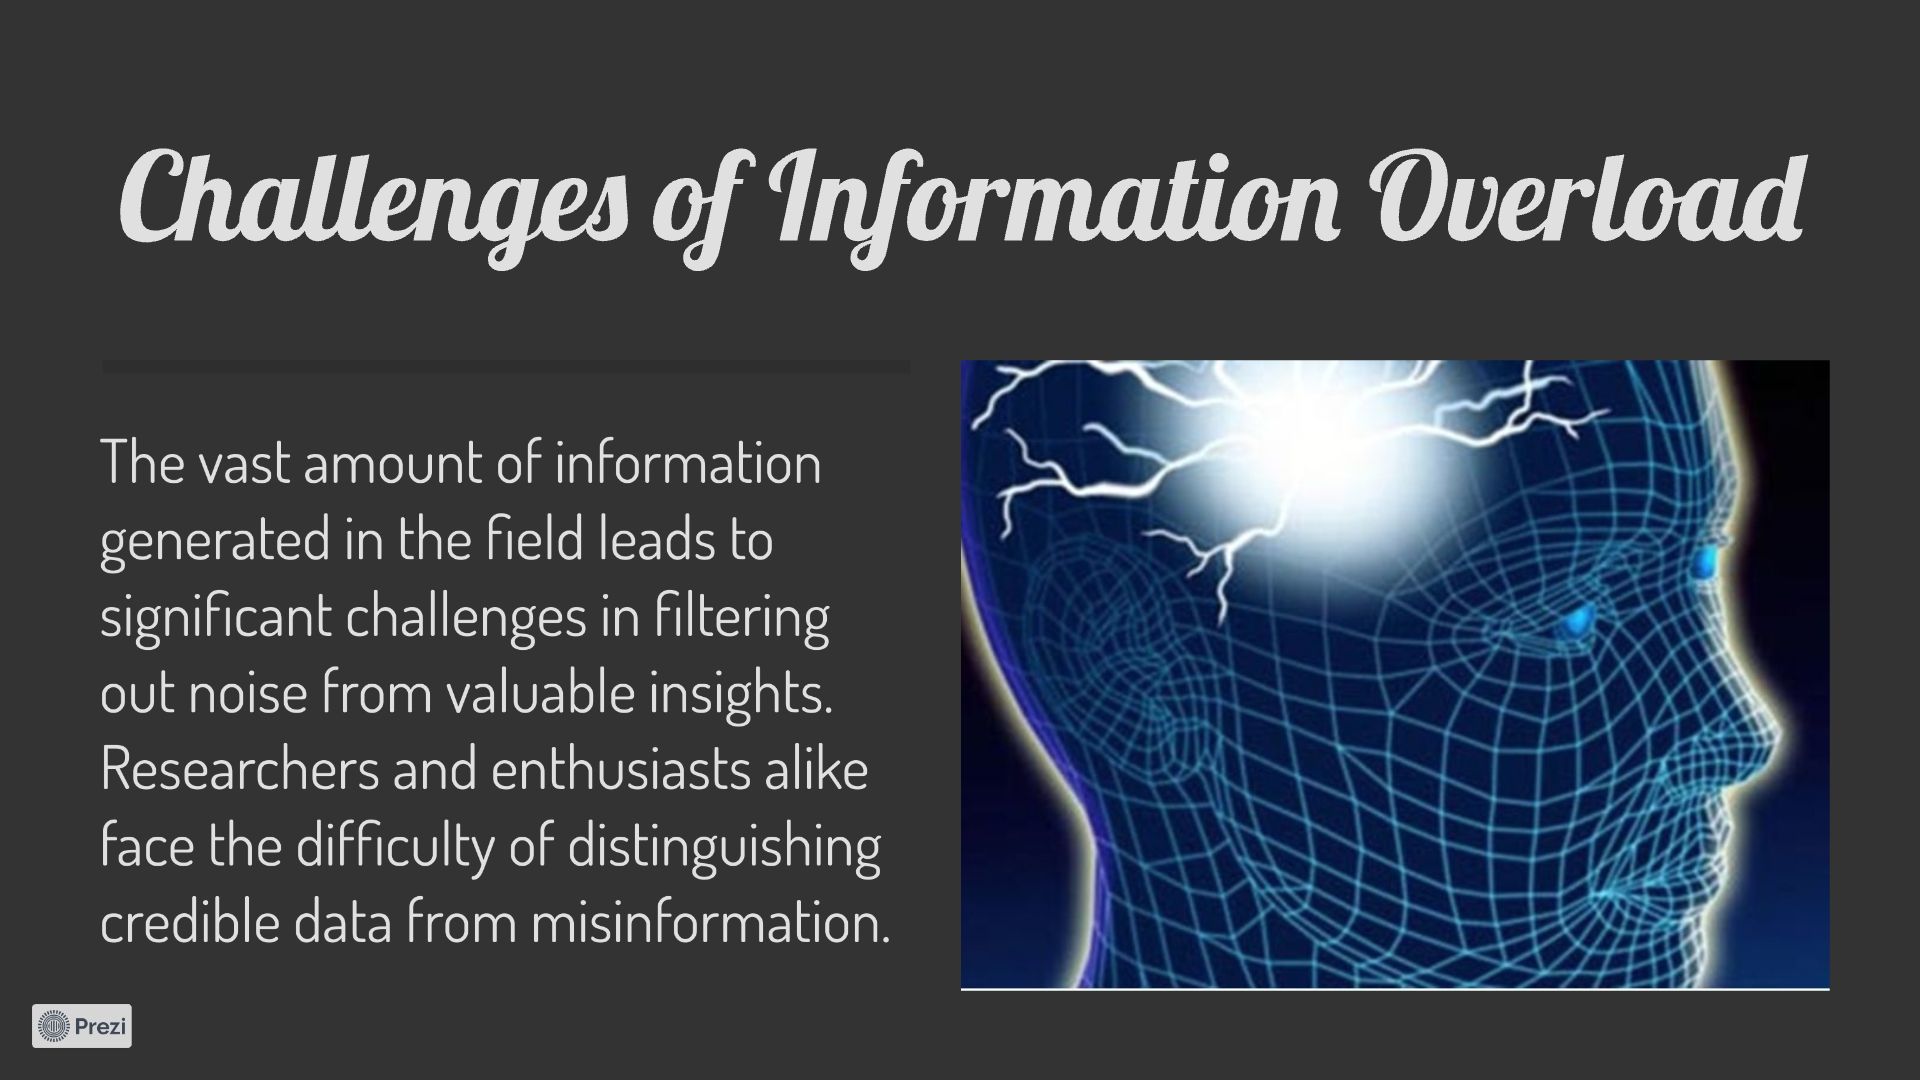 Challenges of Information Overload
The vast amount of information
generated in the field leads to
significant challenges in filtering
out noise from valuable insights.
Researchers and enthusiasts alike
face the difficulty of distinguishing
credible data from misinformation.
Prezi